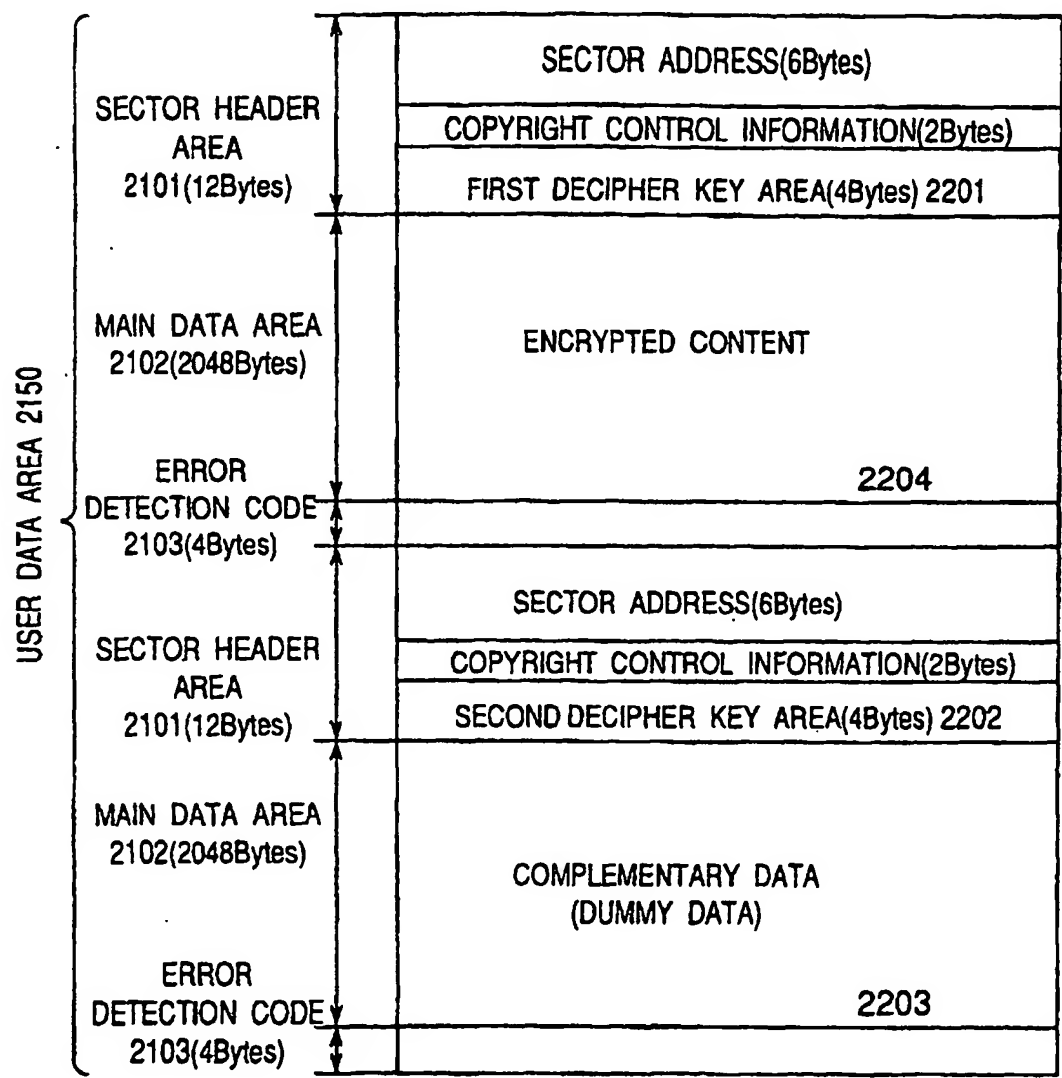 SECTOR ADDRESS(6Bytes)
SECTOR HEADER
AREA
2101(12Bytes)
COPYRIGHT CONTROL INFORMATION(2Bytes)
FIRST DECIPHER KEY AREA(4Bytes) 2201
MAIN DATA AREA
2102(2048Bytes)
ENCRYPTED CONTENT
2204
USER DATA AREA 2150
ERROR
DETECTION CODE
2103(4Bytes)
SECTOR ADDRESS(6Bytes)
SECTOR HEADER
AREA
2101(12Bytes)
COPYRIGHT CONTROL INFORMATION(2Bytes)
SECOND DECIPHER KEY AREA(4Bytes) 2202
MAIN DATA AREA
2102(2048Bytes)
COMPLEMENTARY DATA
(DUMMY DATA)
2203
ERROR
DETECTION CODE
2103(4Bytes)